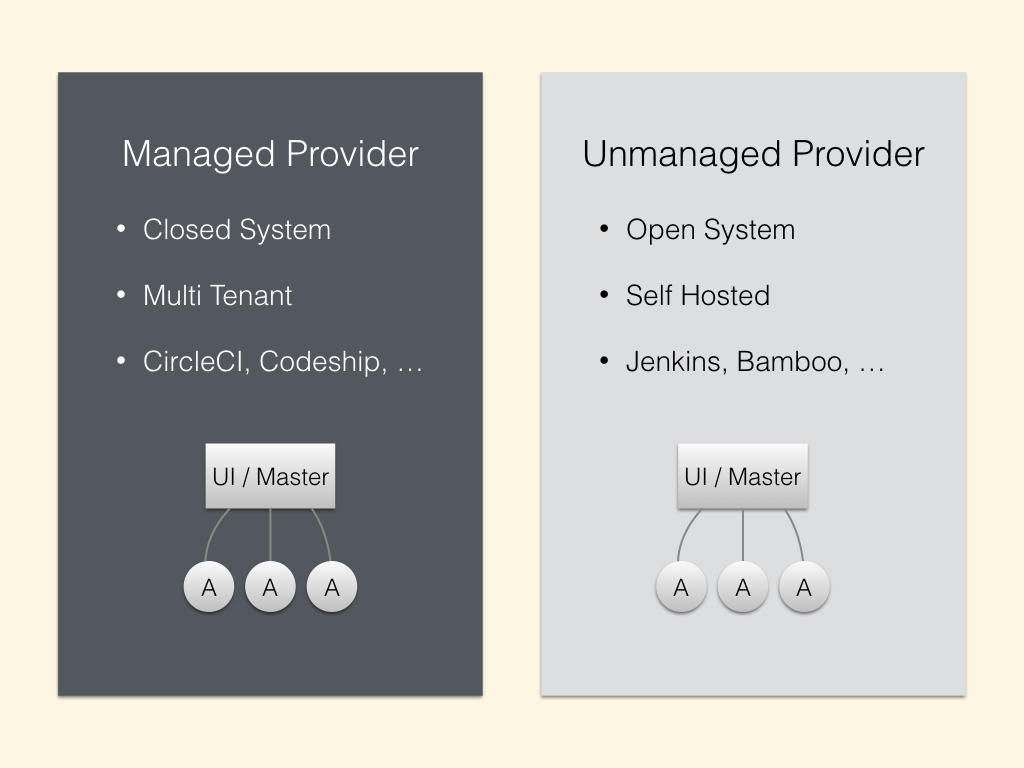 Managed Provider
• Closed System
• Multi Tenant
• CircleCI, Codeship, …
UI / Master
A A A
Unmanaged Provider
• Open System
• Self Hosted
• Jenkins, Bamboo, …
UI / Master
A A A